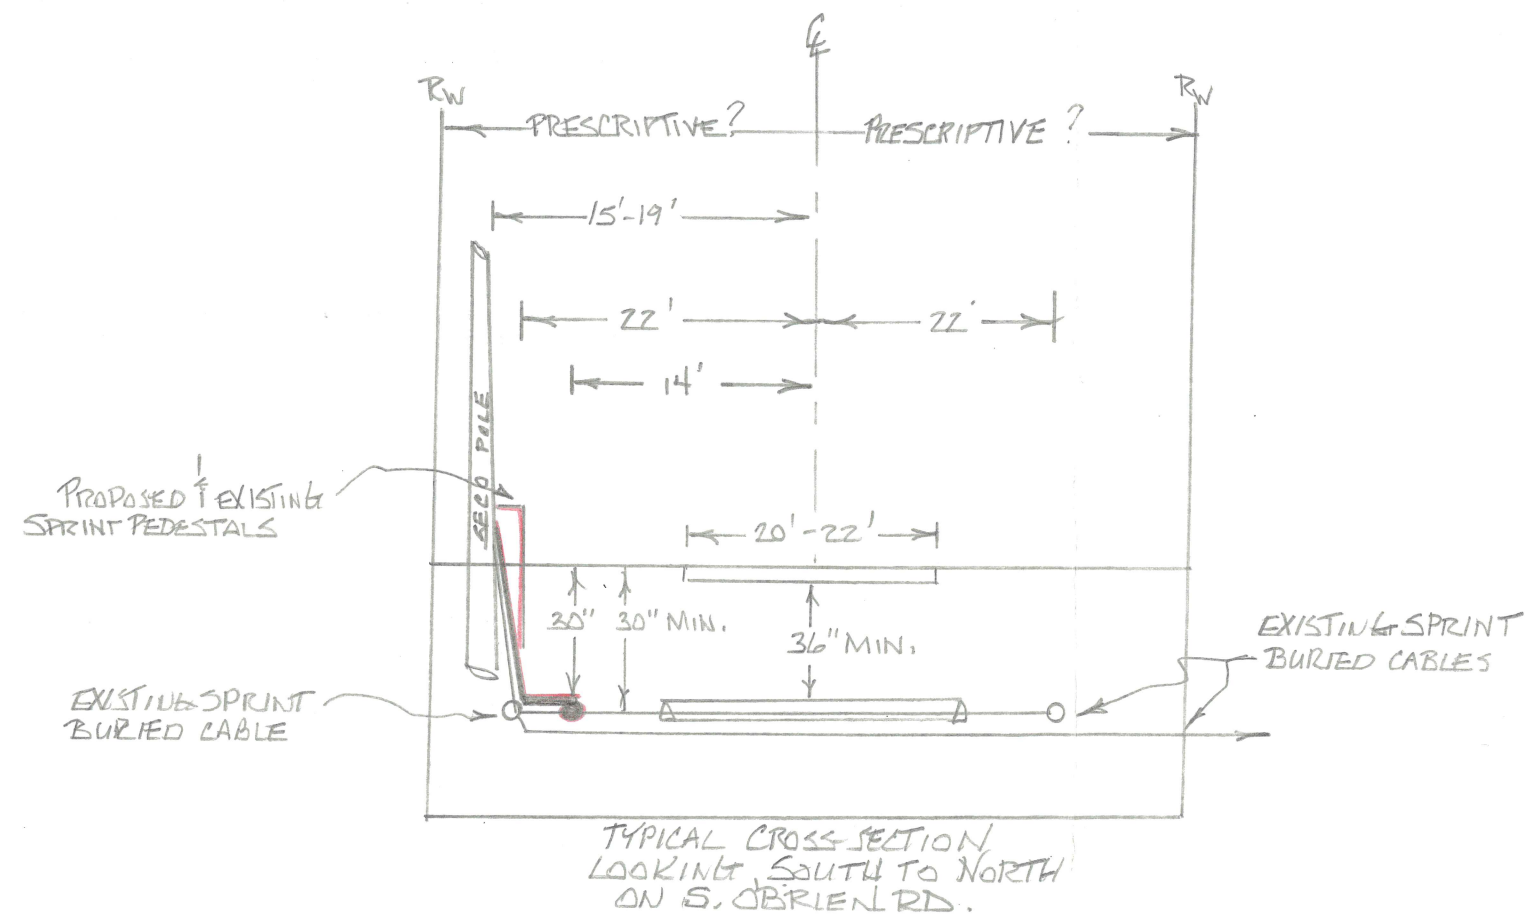 ℄
RW
RW
PRESCRIPTIVE?
PRESCRIPTIVE ?
15'-19'
22'
22'
14'
SECO POLE
PROPOSED & EXISTING
SPRINT PEDESTALS
20'-22'
30"
30" MIN.
36" MIN.
EXISTING SPRINT
BURIED CABLES
EXISTING SPRINT
BURIED CABLE
TYPICAL CROSS-SECTION
LOOKING SOUTH TO NORTH
ON S. O'BRIEN RD.